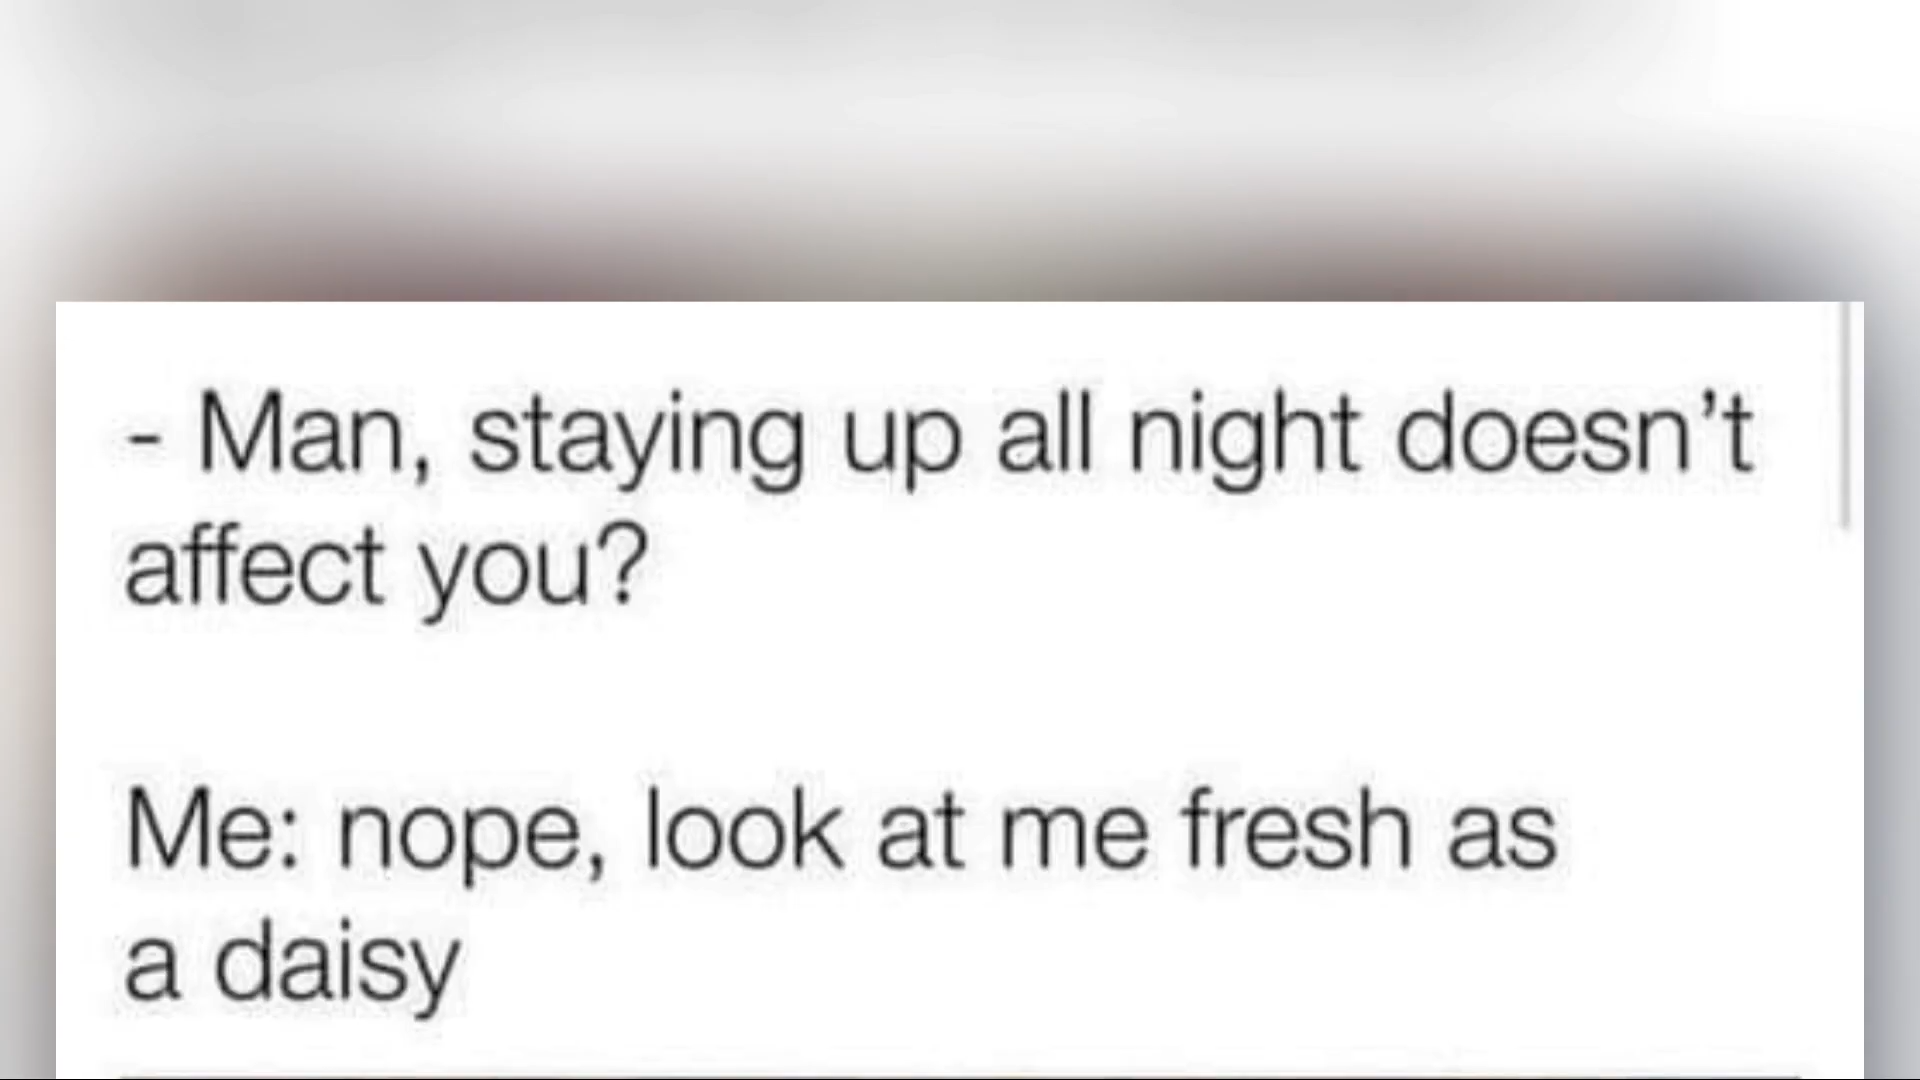 - Man, staying up all night doesn’t
affect you?
Me: nope, look at me fresh as
a daisy